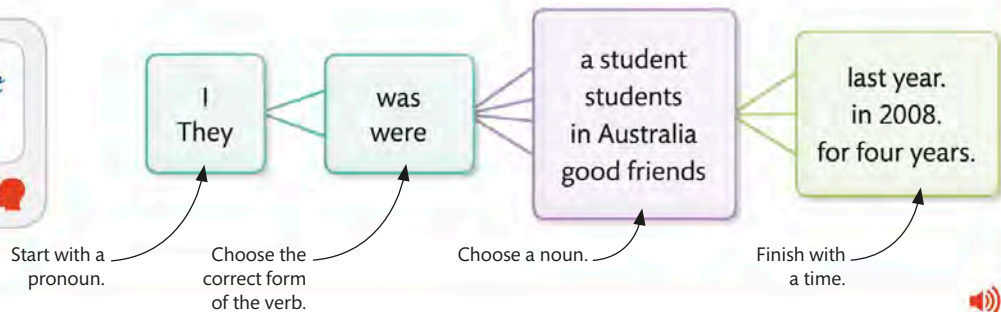 I
They
was
were
a student
students
in Australia
good friends
last year.
in 2008.
for four years.
Start with a
pronoun.
Choose the
correct form
of the verb.
Choose a noun.
Finish with
a time.